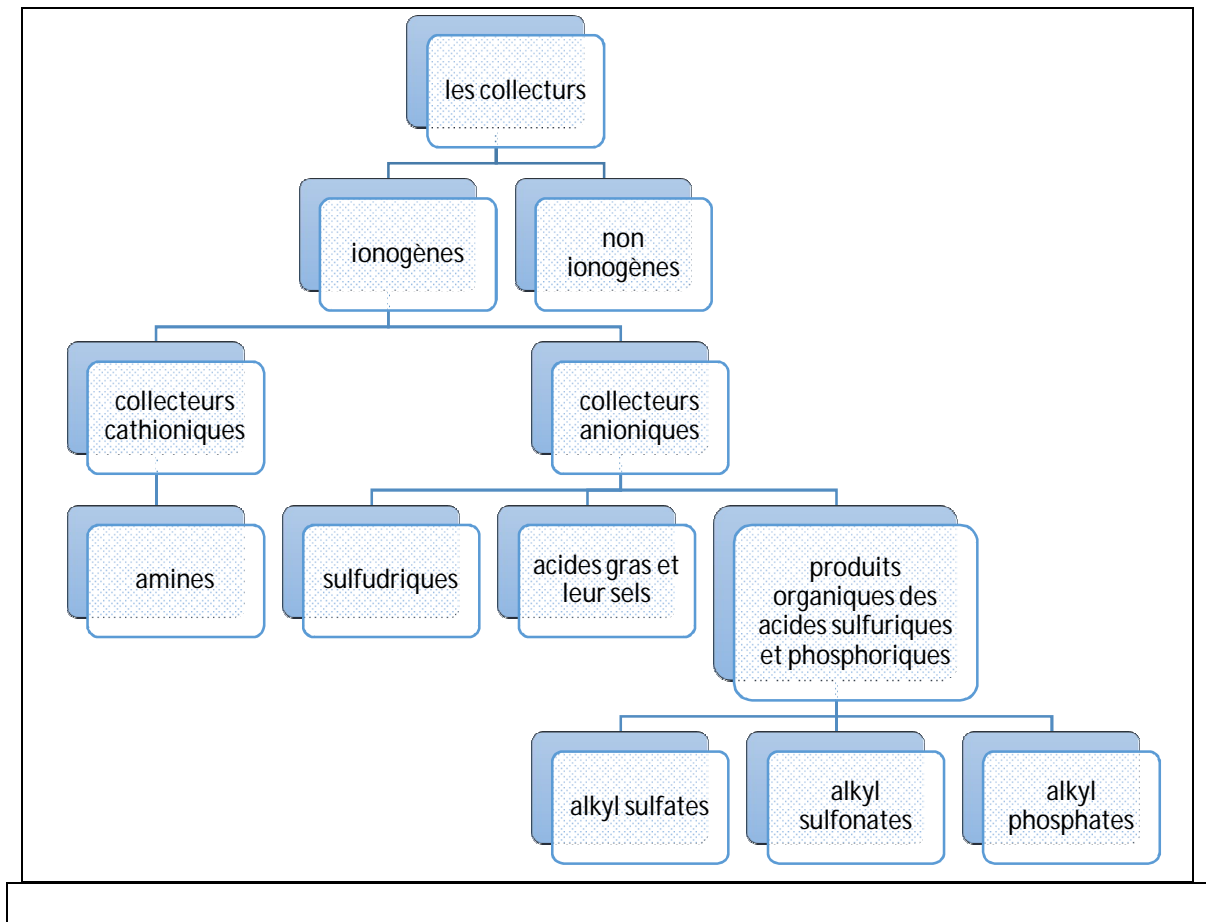 les collecturs
ionogènes
non
ionogènes
collecteurs
cathioniques
collecteurs
anioniques
amines
sulfudriques
acides gras et
leur sels
produits
organiques des
acides sulfuriques
et phosphoriques
alkyl sulfates
alkyl
sulfonates
alkyl
phosphates